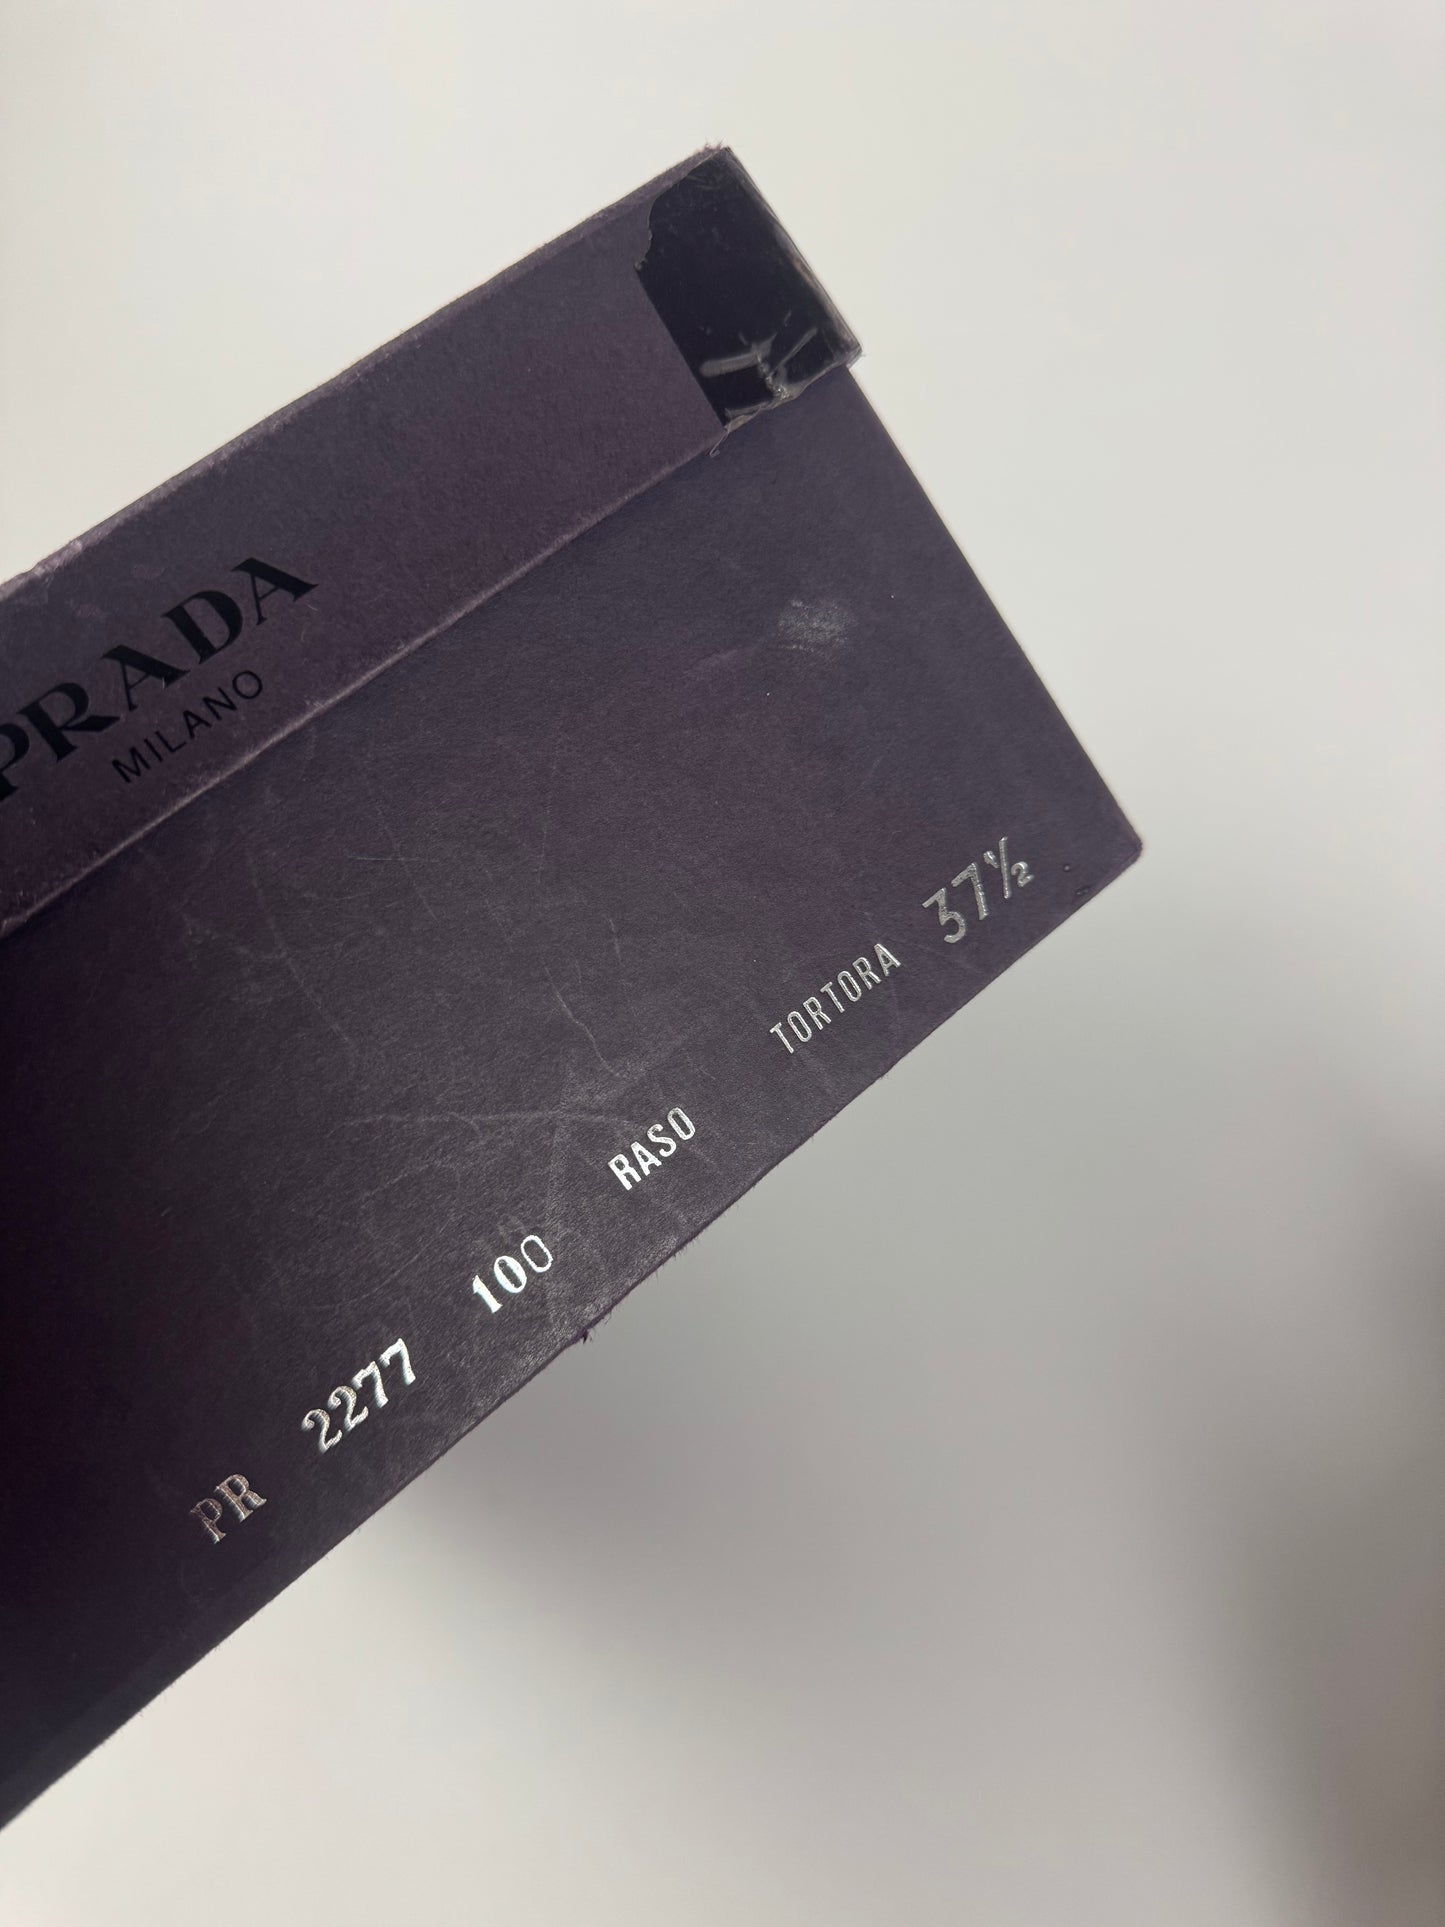 PRADA
MILANO
PR 2277 100 RASO TORTORA 37½